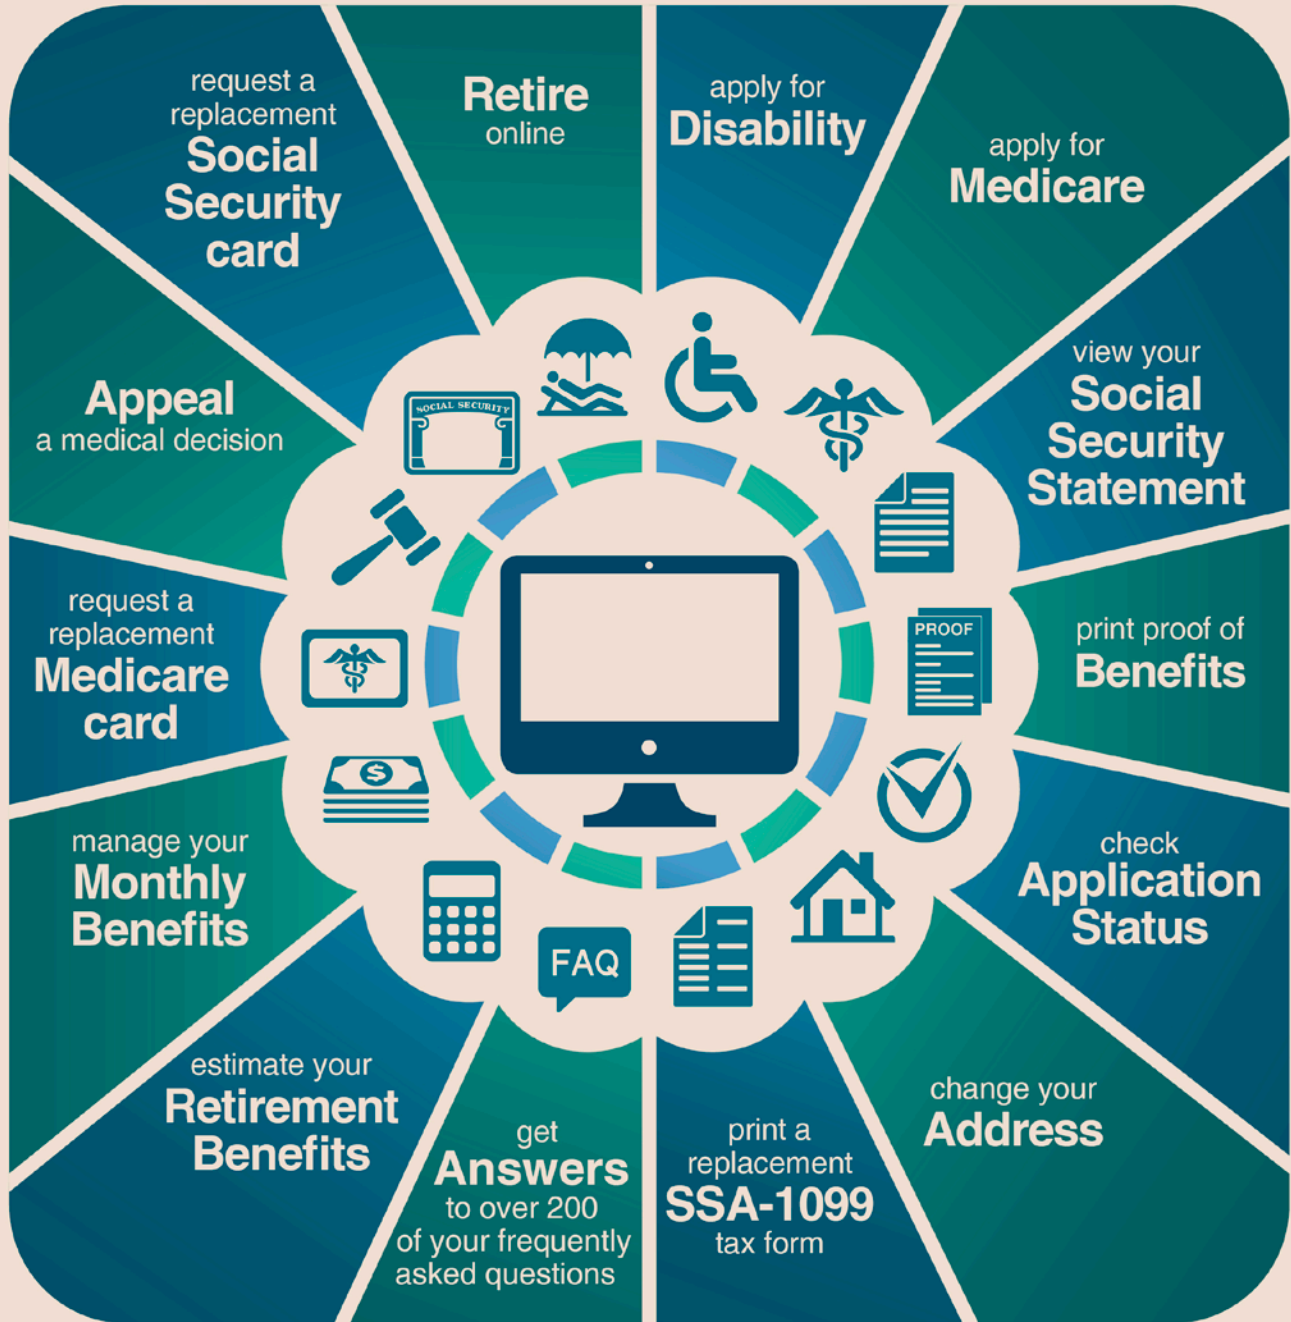 request a
replacement
Social
Security
card
Retire
online
apply for
Disability
apply for
Medicare
view your
Social
Security
Statement
print proof of
Benefits
check
Application
Status
change your
Address
print a
replacement
SSA-1099
tax form
get
Answers
to over 200
of your frequently
asked questions
estimate your
Retirement
Benefits
manage your
Monthly
Benefits
request a
replacement
Medicare
card
Appeal
a medical decision
SOCIAL SECURITY
PROOF
FAQ
$